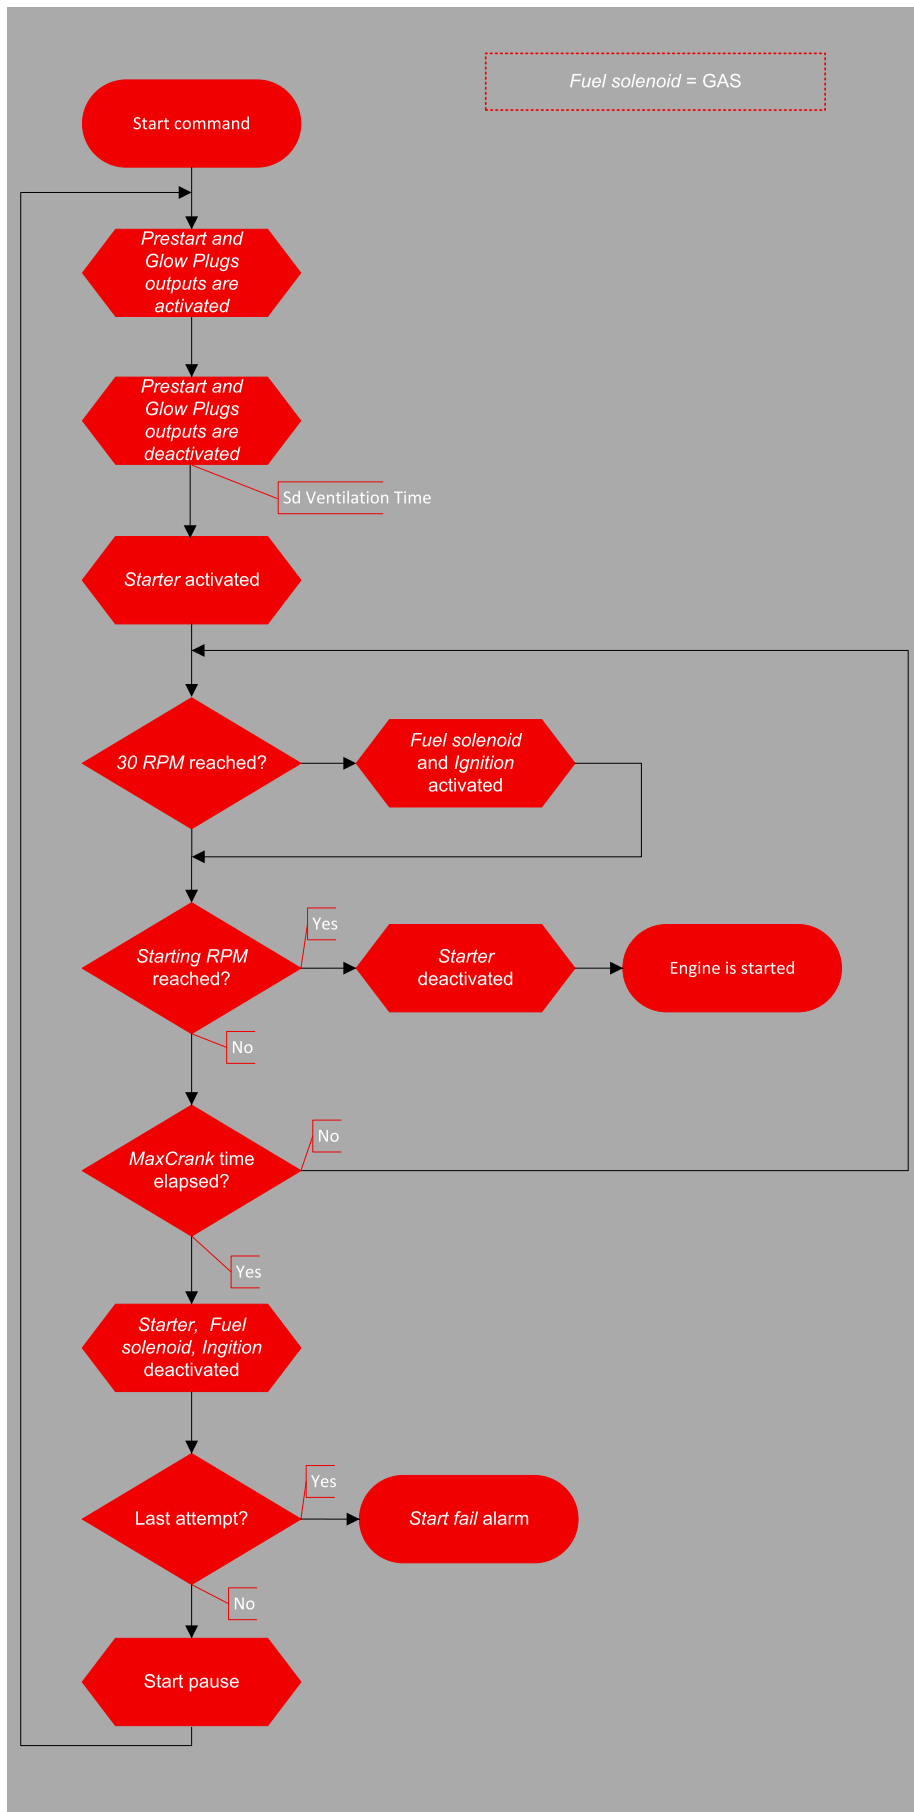 Fuel solenoid = GAS
Start command
Prestart and
Glow Plugs
outputs are
activated
Prestart and
Glow Plugs
outputs are
deactivated
Sd Ventilation Time
Starter activated
30 RPM reached?
Fuel solenoid
and Ignition
activated
Yes
Starting RPM
reached?
Starter
deactivated
Engine is started
No
No
MaxCrank time
elapsed?
Yes
Starter, Fuel
solenoid, Ingition
deactivated
Yes
Last attempt?
Start fail alarm
No
Start pause